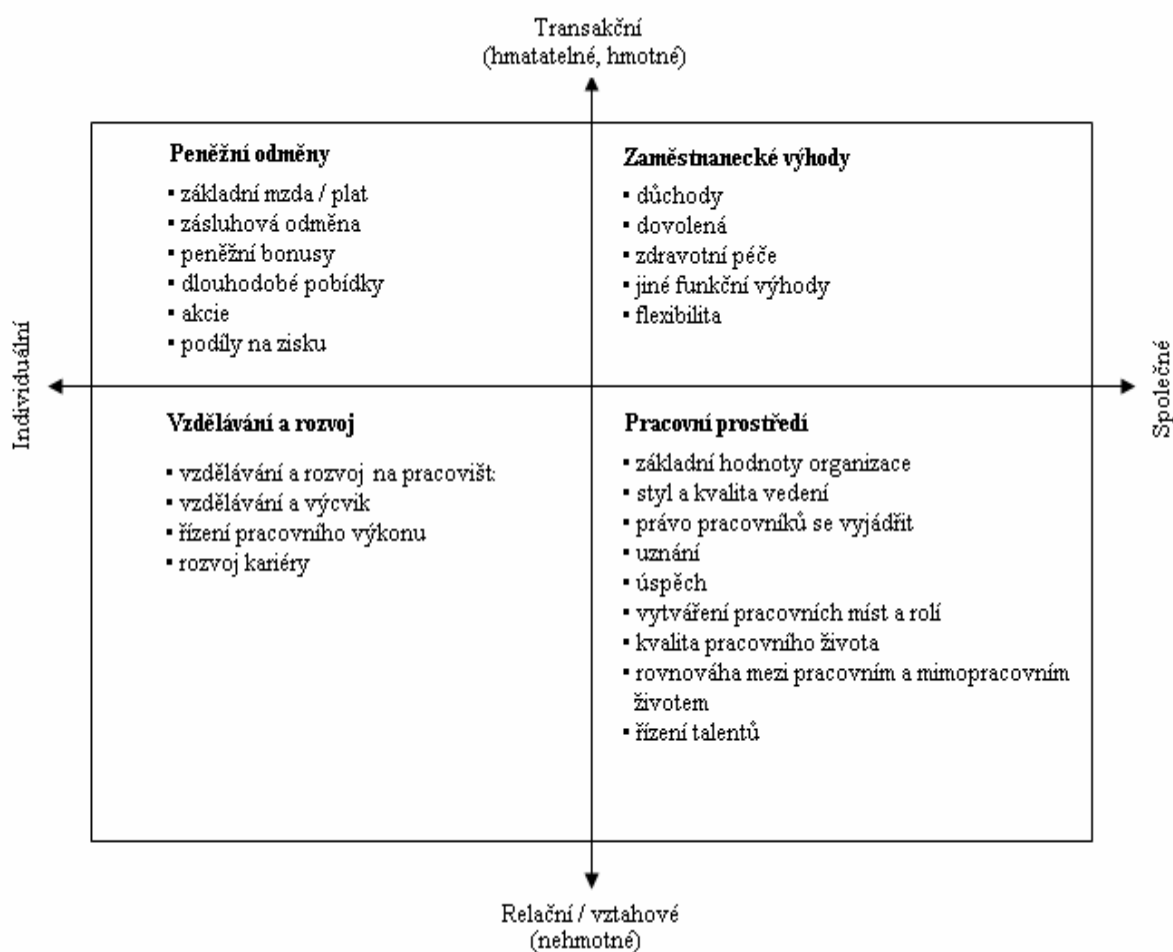 Transakční
(hmatatelné, hmotné)
Peněžní odměny
▪ základní mzda / plat
▪ zásluhová odměna
▪ peněžní bonusy
▪ dlouhodobé pobídky
▪ akcie
▪ podíly na zisku
Zaměstnanecké výhody
▪ důchody
▪ dovolená
▪ zdravotní péče
▪ jiné funkční výhody
▪ flexibilita
Individuální
Společné
Vzdělávání a rozvoj
▪ vzdělávání a rozvoj na pracovišt
▪ vzdělávání a výcvik
▪ řízení pracovního výkonu
▪ rozvoj kariéry
Pracovní prostředí
▪ základní hodnoty organizace
▪ styl a kvalita vedení
▪ právo pracovníků se vyjádřit
▪ uznání
▪ úspěch
▪ vytváření pracovních míst a rolí
▪ kvalita pracovního života
▪ rovnováha mezi pracovním a mimopracovním
životem
▪ řízení talentů
Relační / vztahové
(nehmotné)